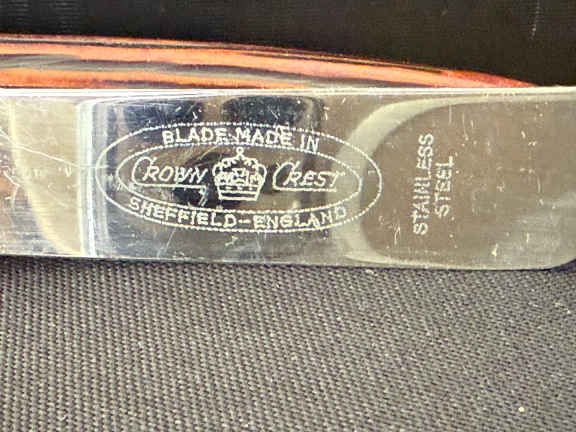 BLADE MADE IN
CROWN CREST
SHEFFIELD-ENGLAND
STAINLESS
STEEL